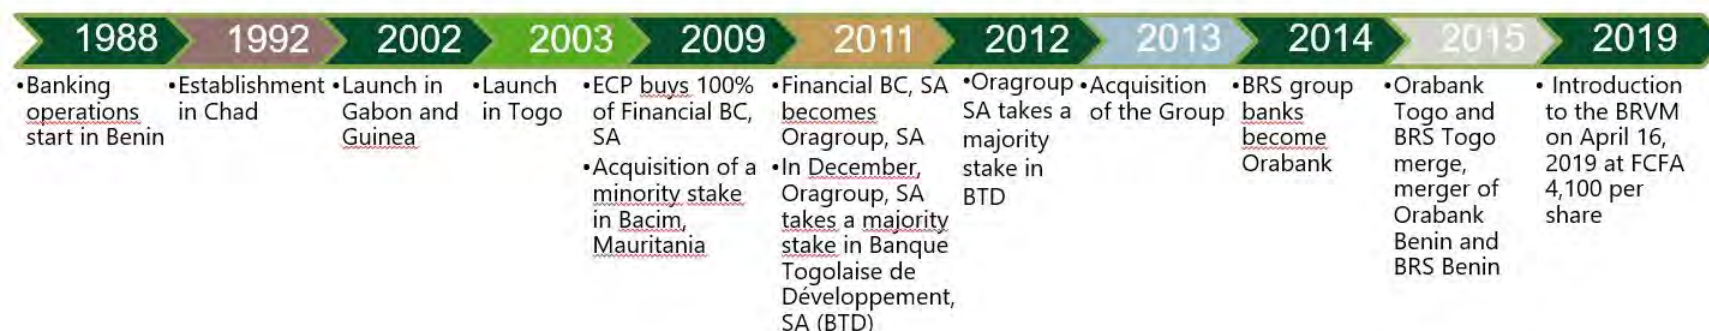 1988
1992
2002
2003
2009
2011
2012
2013
2014
2015
2019
•Banking
operations
start in Benin
•Establishment
in Chad
•Launch in
Gabon and
Guinea
•Launch
in Togo
•ECP buys 100%
of Financial BC,
SA
•Acquisition of a
minority stake
in Bacim,
Mauritania
•Financial BC, SA
becomes
Oragroup, SA
•In December,
Oragroup, SA
takes a majority
stake in Banque
Togolaise de
Développement,
SA (BTD)
•Oragroup
SA takes a
majority
stake in
BTD
•Acquisition
of the Group
•BRS group
banks
become
Orabank
•Orabank
Togo and
BRS Togo
merge,
merger of
Orabank
Benin and
BRS Benin
• Introduction
to the BRVM
on April 16,
2019 at FCFA
4,100 per
share